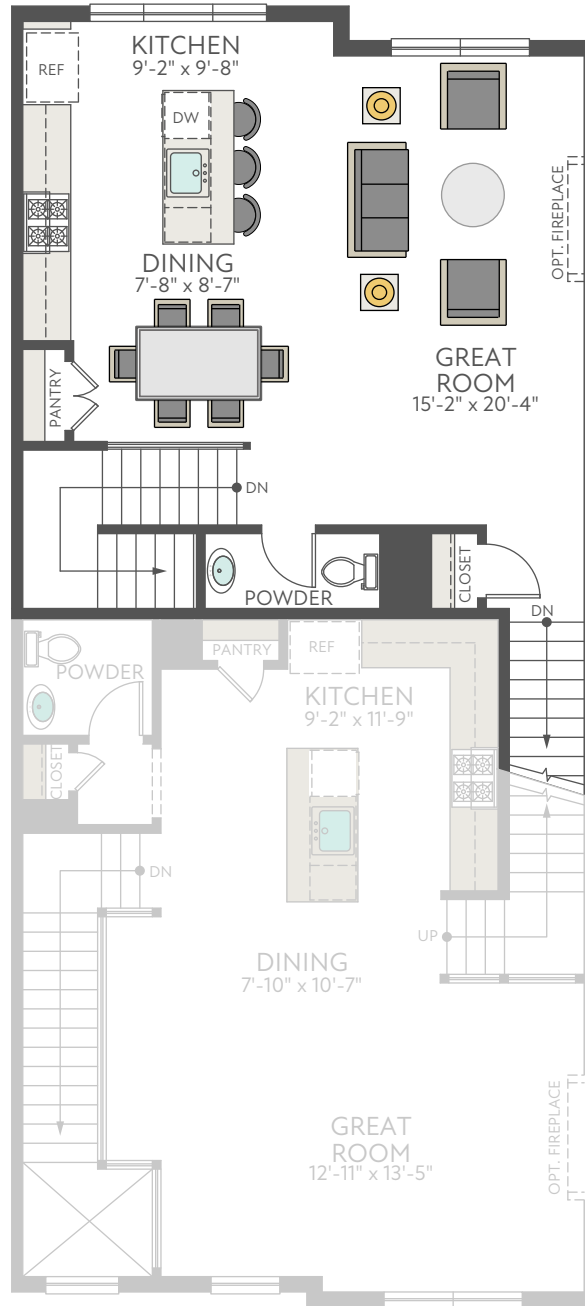 KITCHEN
9'-2" x 9'-8"
REF
DW
OPT. FIREPLACE
DINING
7'-8" x 8'-7"
GREAT
ROOM
15'-2" x 20'-4"
PANTRY
DN
POWDER
CLOSET
DN
POWDER
PANTRY
REF
KITCHEN
9'-2" x 11'-9"
CLOSET
DN
UP
DINING
7'-10" x 10'-7"
OPT. FIREPLACE
GREAT
ROOM
12'-11" x 13'-5"